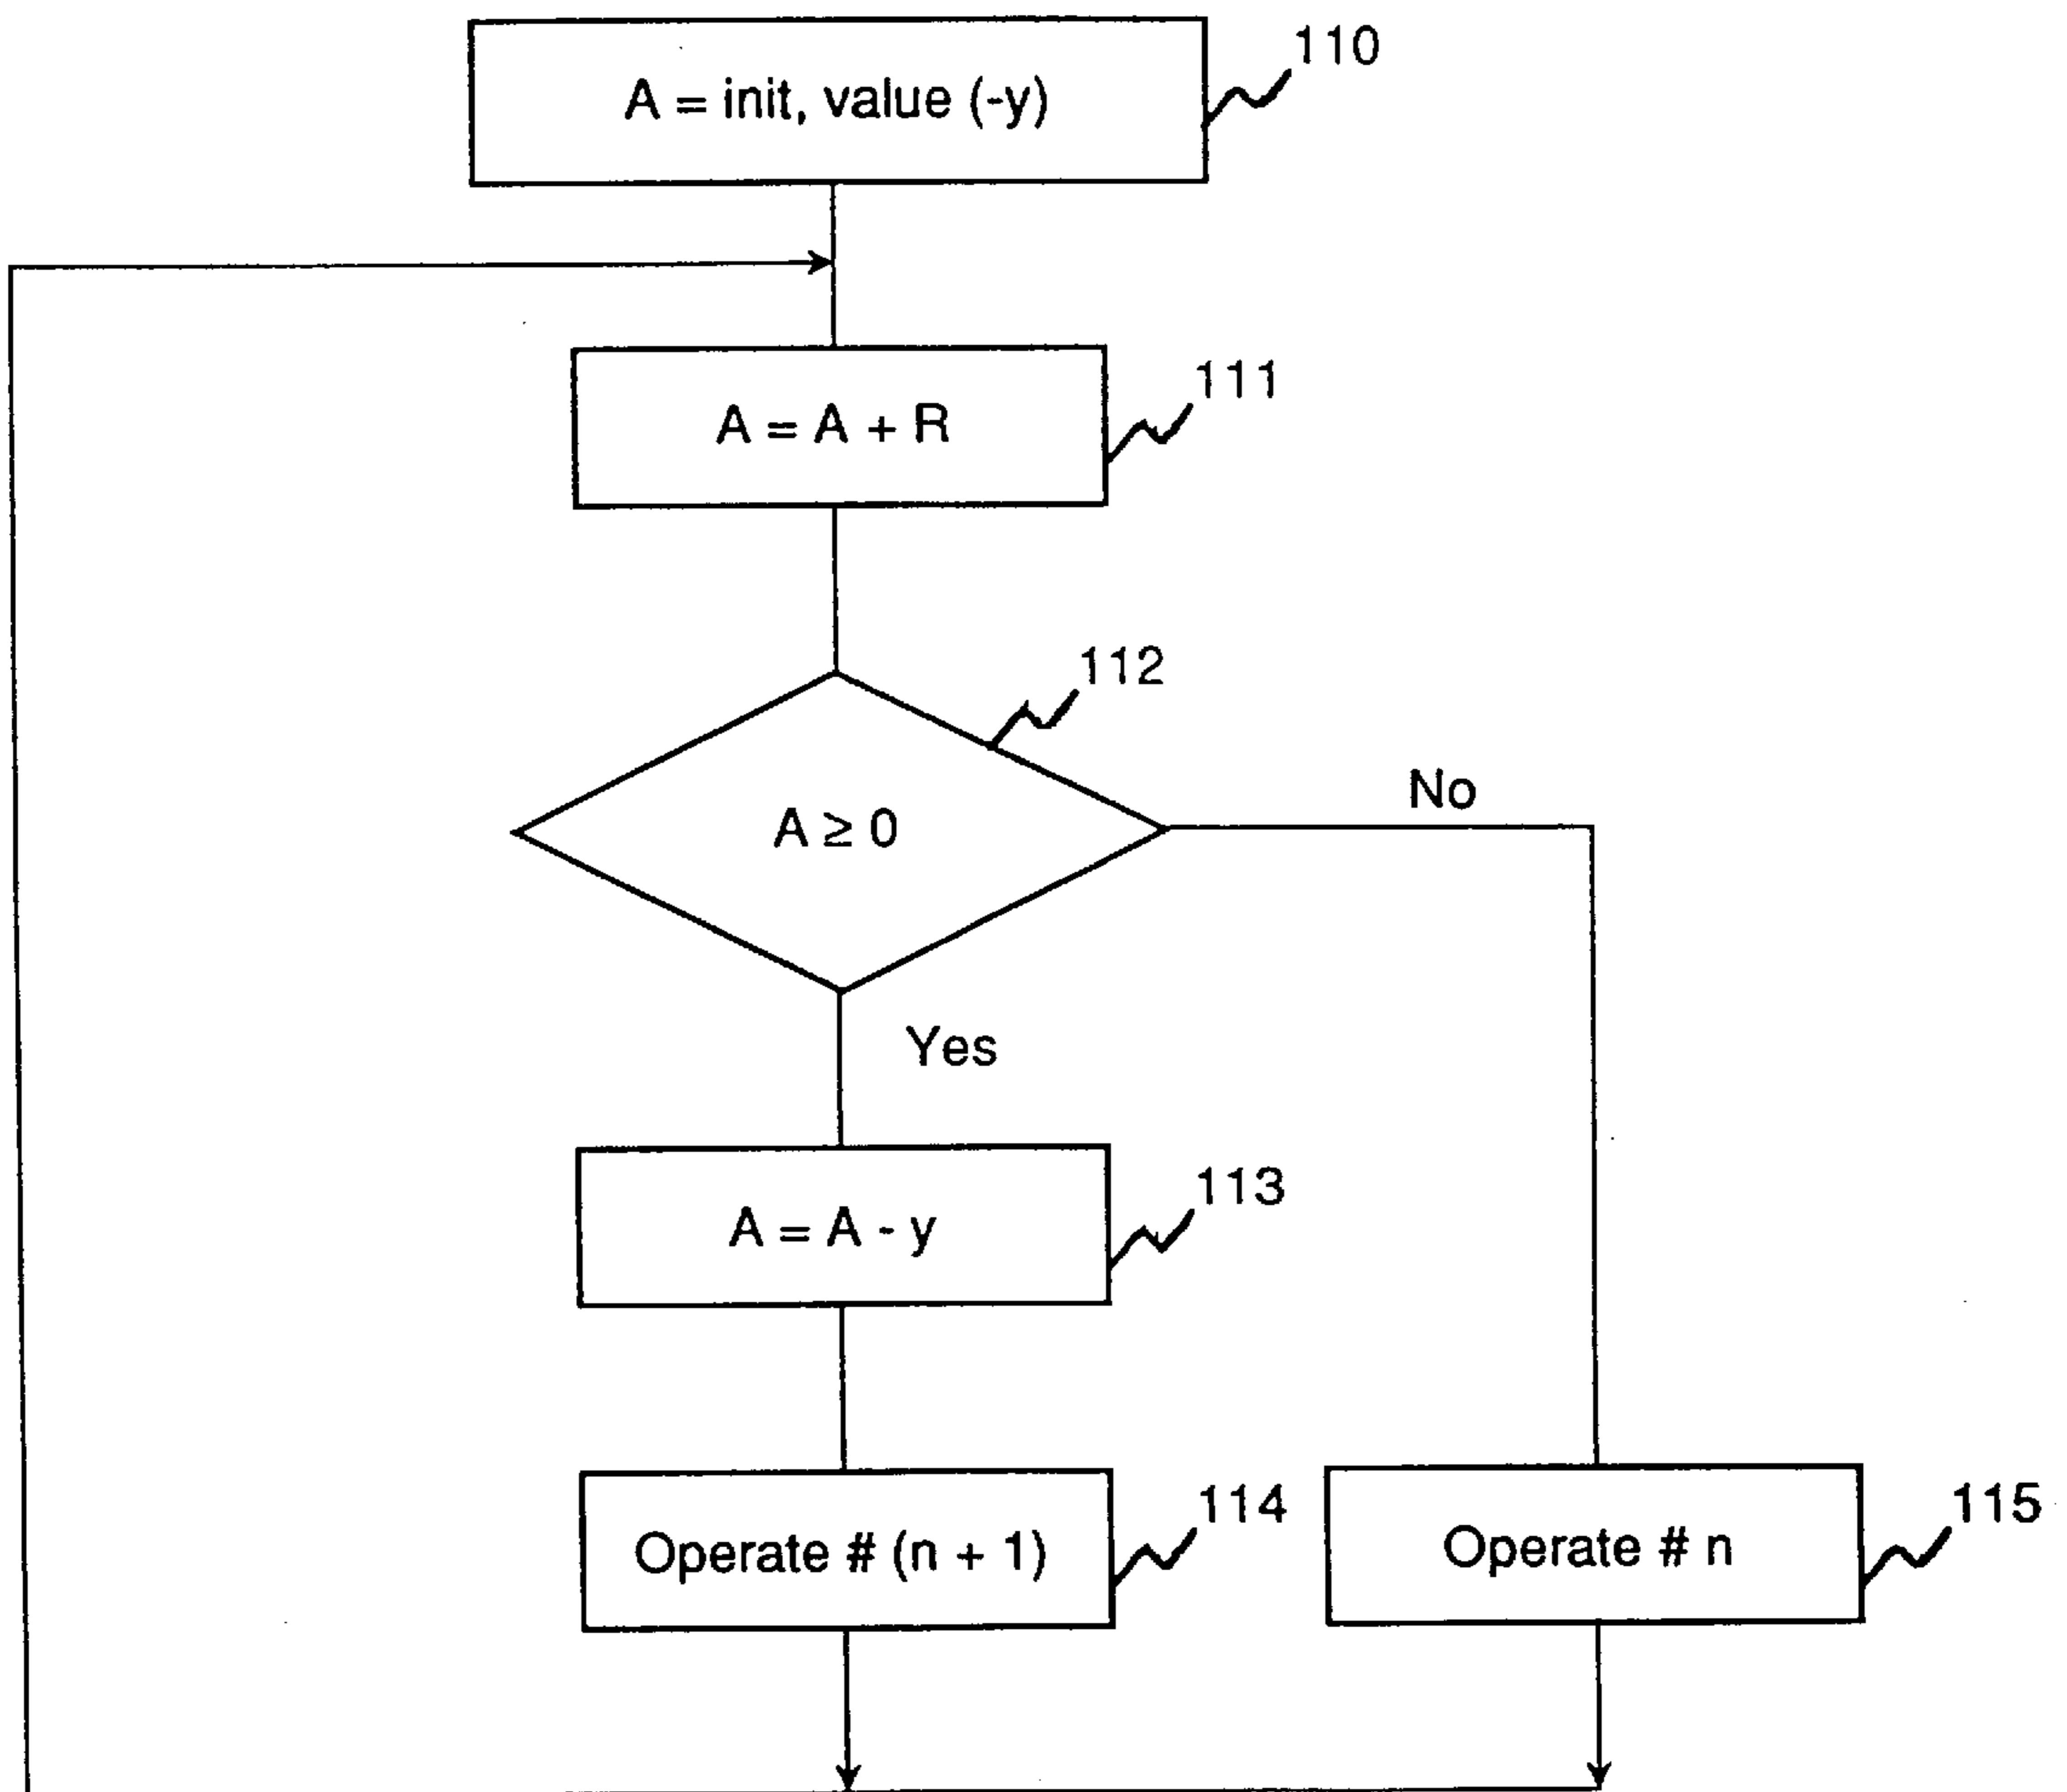 110
A = init, value (-y)
111
A = A + R
112
No
A ≥ 0
Yes
113
A = A - y
114
Operate # (n + 1)
115
Operate # n